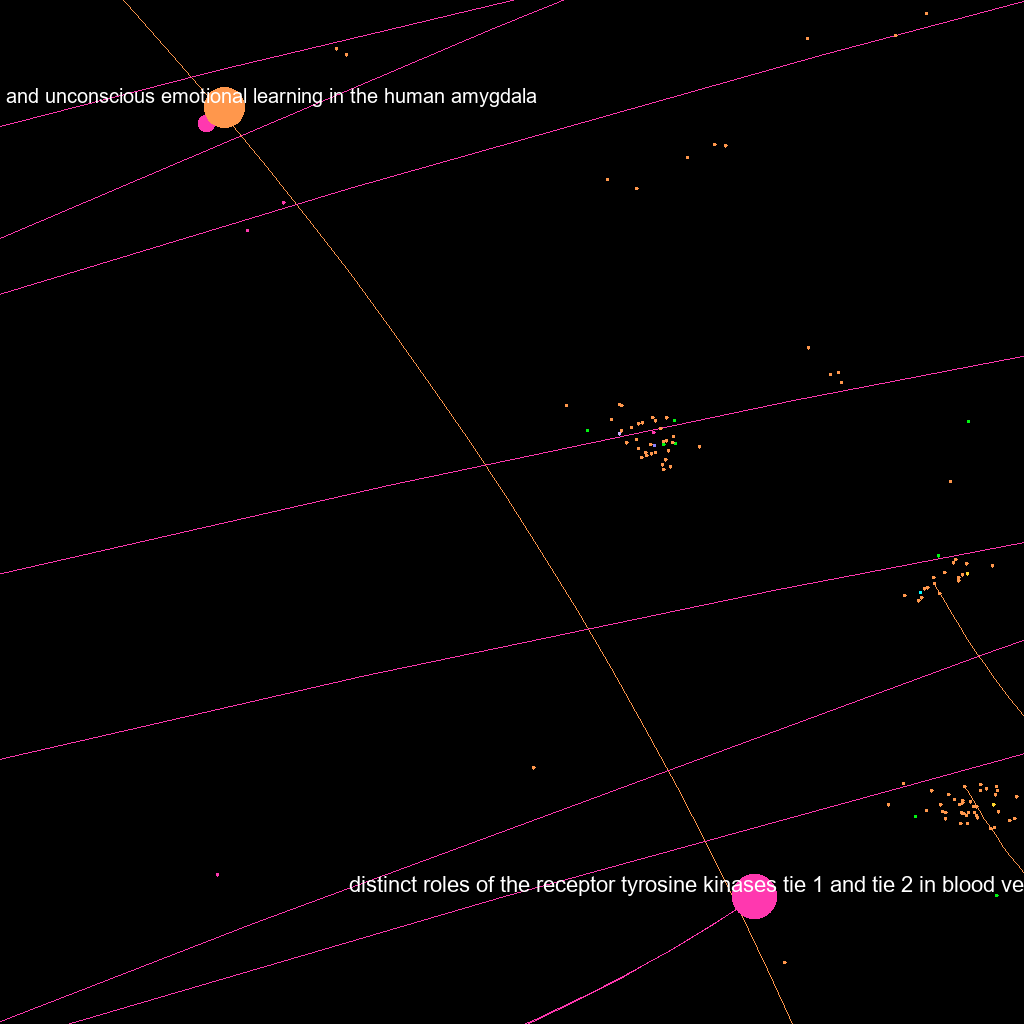 and unconscious emotional learning in the human amygdala
distinct roles of the receptor tyrosine kinases tie 1 and tie 2 in blood ve